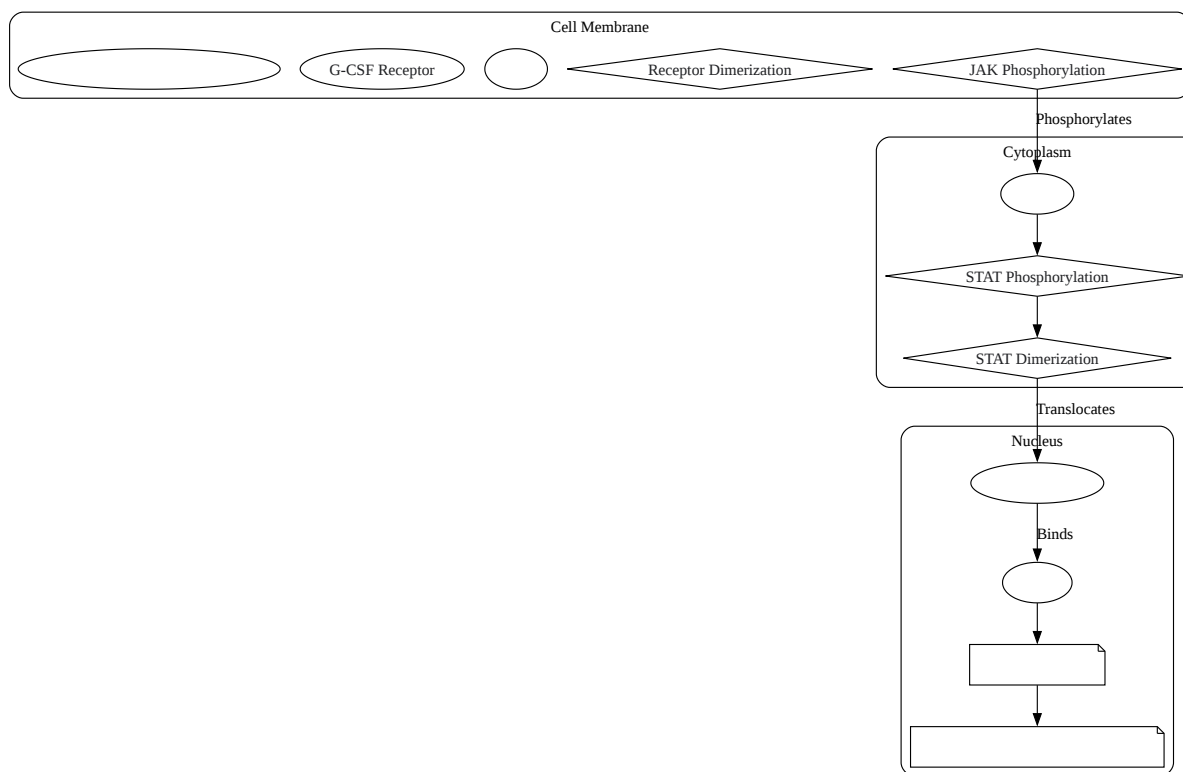 Cell Membrane
G-CSF Receptor
Receptor Dimerization
JAK Phosphorylation
Phosphorylates
Cytoplasm
STAT Phosphorylation
STAT Dimerization
Translocates
Nucleus
Binds